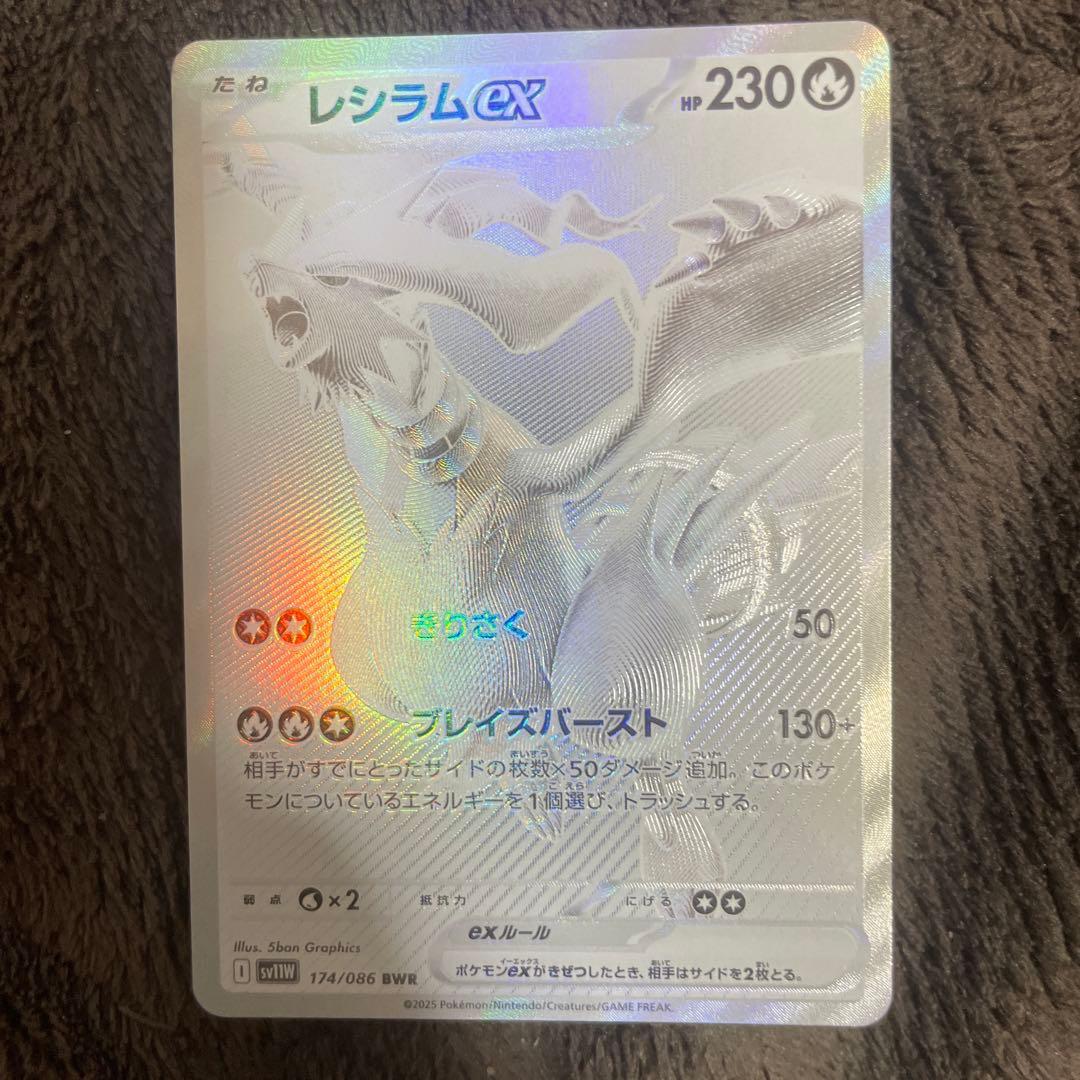 たね
レシラムex
HP 230
きりさく 50
ブレイズバースト 130+
相手がすでにとったサイドの枚数×50ダメージ追加。このポケ
モンについているエネルギーを1個選び、トラッシュする。
弱点 ×2 抵抗力 にげる
exルール
ポケモンexがきぜつしたとき、相手はサイドを2枚とる。
Illus. 5ban Graphics
I sv11W 174/086 BWR
©2025 Pokémon/Nintendo/Creatures/GAME FREAK.